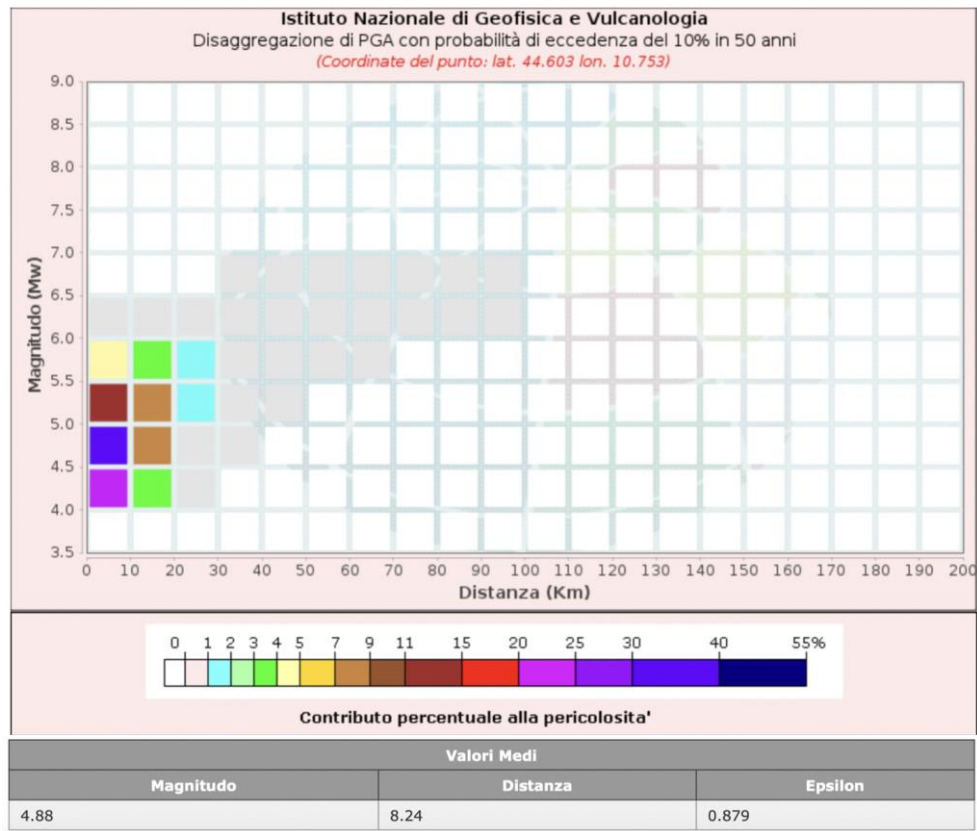 Istituto Nazionale di Geofisica e Vulcanologia
Disaggregazione di PGA con probabilità di eccedenza del 10% in 50 anni
(Coordinate del punto: lat. 44.603 lon. 10.753)
Magnitudo (Mw)
9.0
8.5
8.0
7.5
7.0
6.5
6.0
5.5
5.0
4.5
4.0
3.5
0 10 20 30 40 50 60 70 80 90 100 110 120 130 140 150 160 170 180 190 200
Distanza (Km)
0 1 2 3 4 5 7 9 11 15 20 25 30 40 55%
Contributo percentuale alla pericolosita'
Valori Medi
Magnitudo Distanza Epsilon
4.88 8.24 0.879